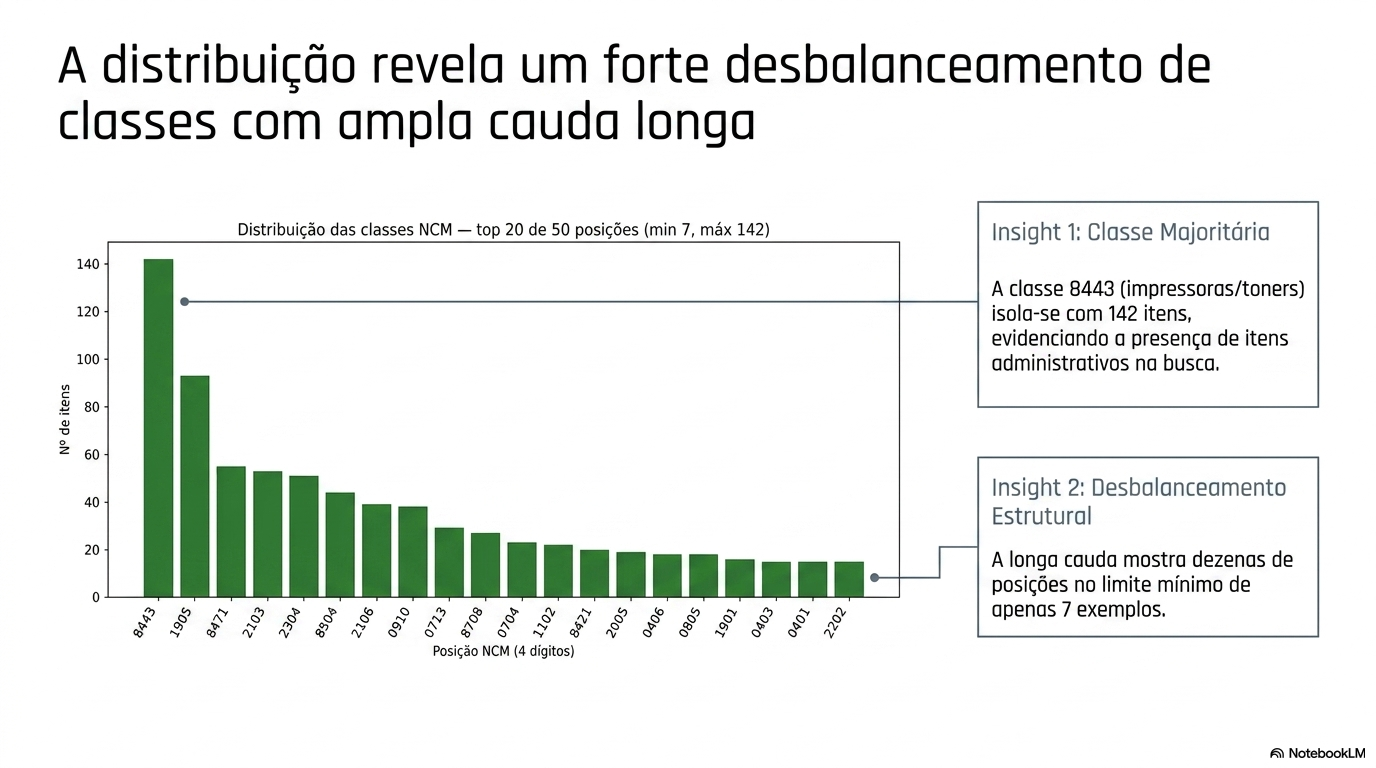 A distribuição revela um forte desbalanceamento de
classes com ampla cauda longa
Distribuição das classes NCM — top 20 de 50 posições (min 7, máx 142)
Nº de itens
140
120
100
80
60
40
20
0
8443
1905
8471
2103
2304
8504
2106
0910
0713
8708
0704
1102
8421
2005
0406
0805
1901
0403
0401
2202
Posição NCM (4 dígitos)
Insight 1: Classe Majoritária
A classe 8443 (impressoras/toners)
isola-se com 142 itens,
evidenciando a presença de itens
administrativos na busca.
Insight 2: Desbalanceamento
Estrutural
A longa cauda mostra dezenas de
posições no limite mínimo de
apenas 7 exemplos.
NotebookLM